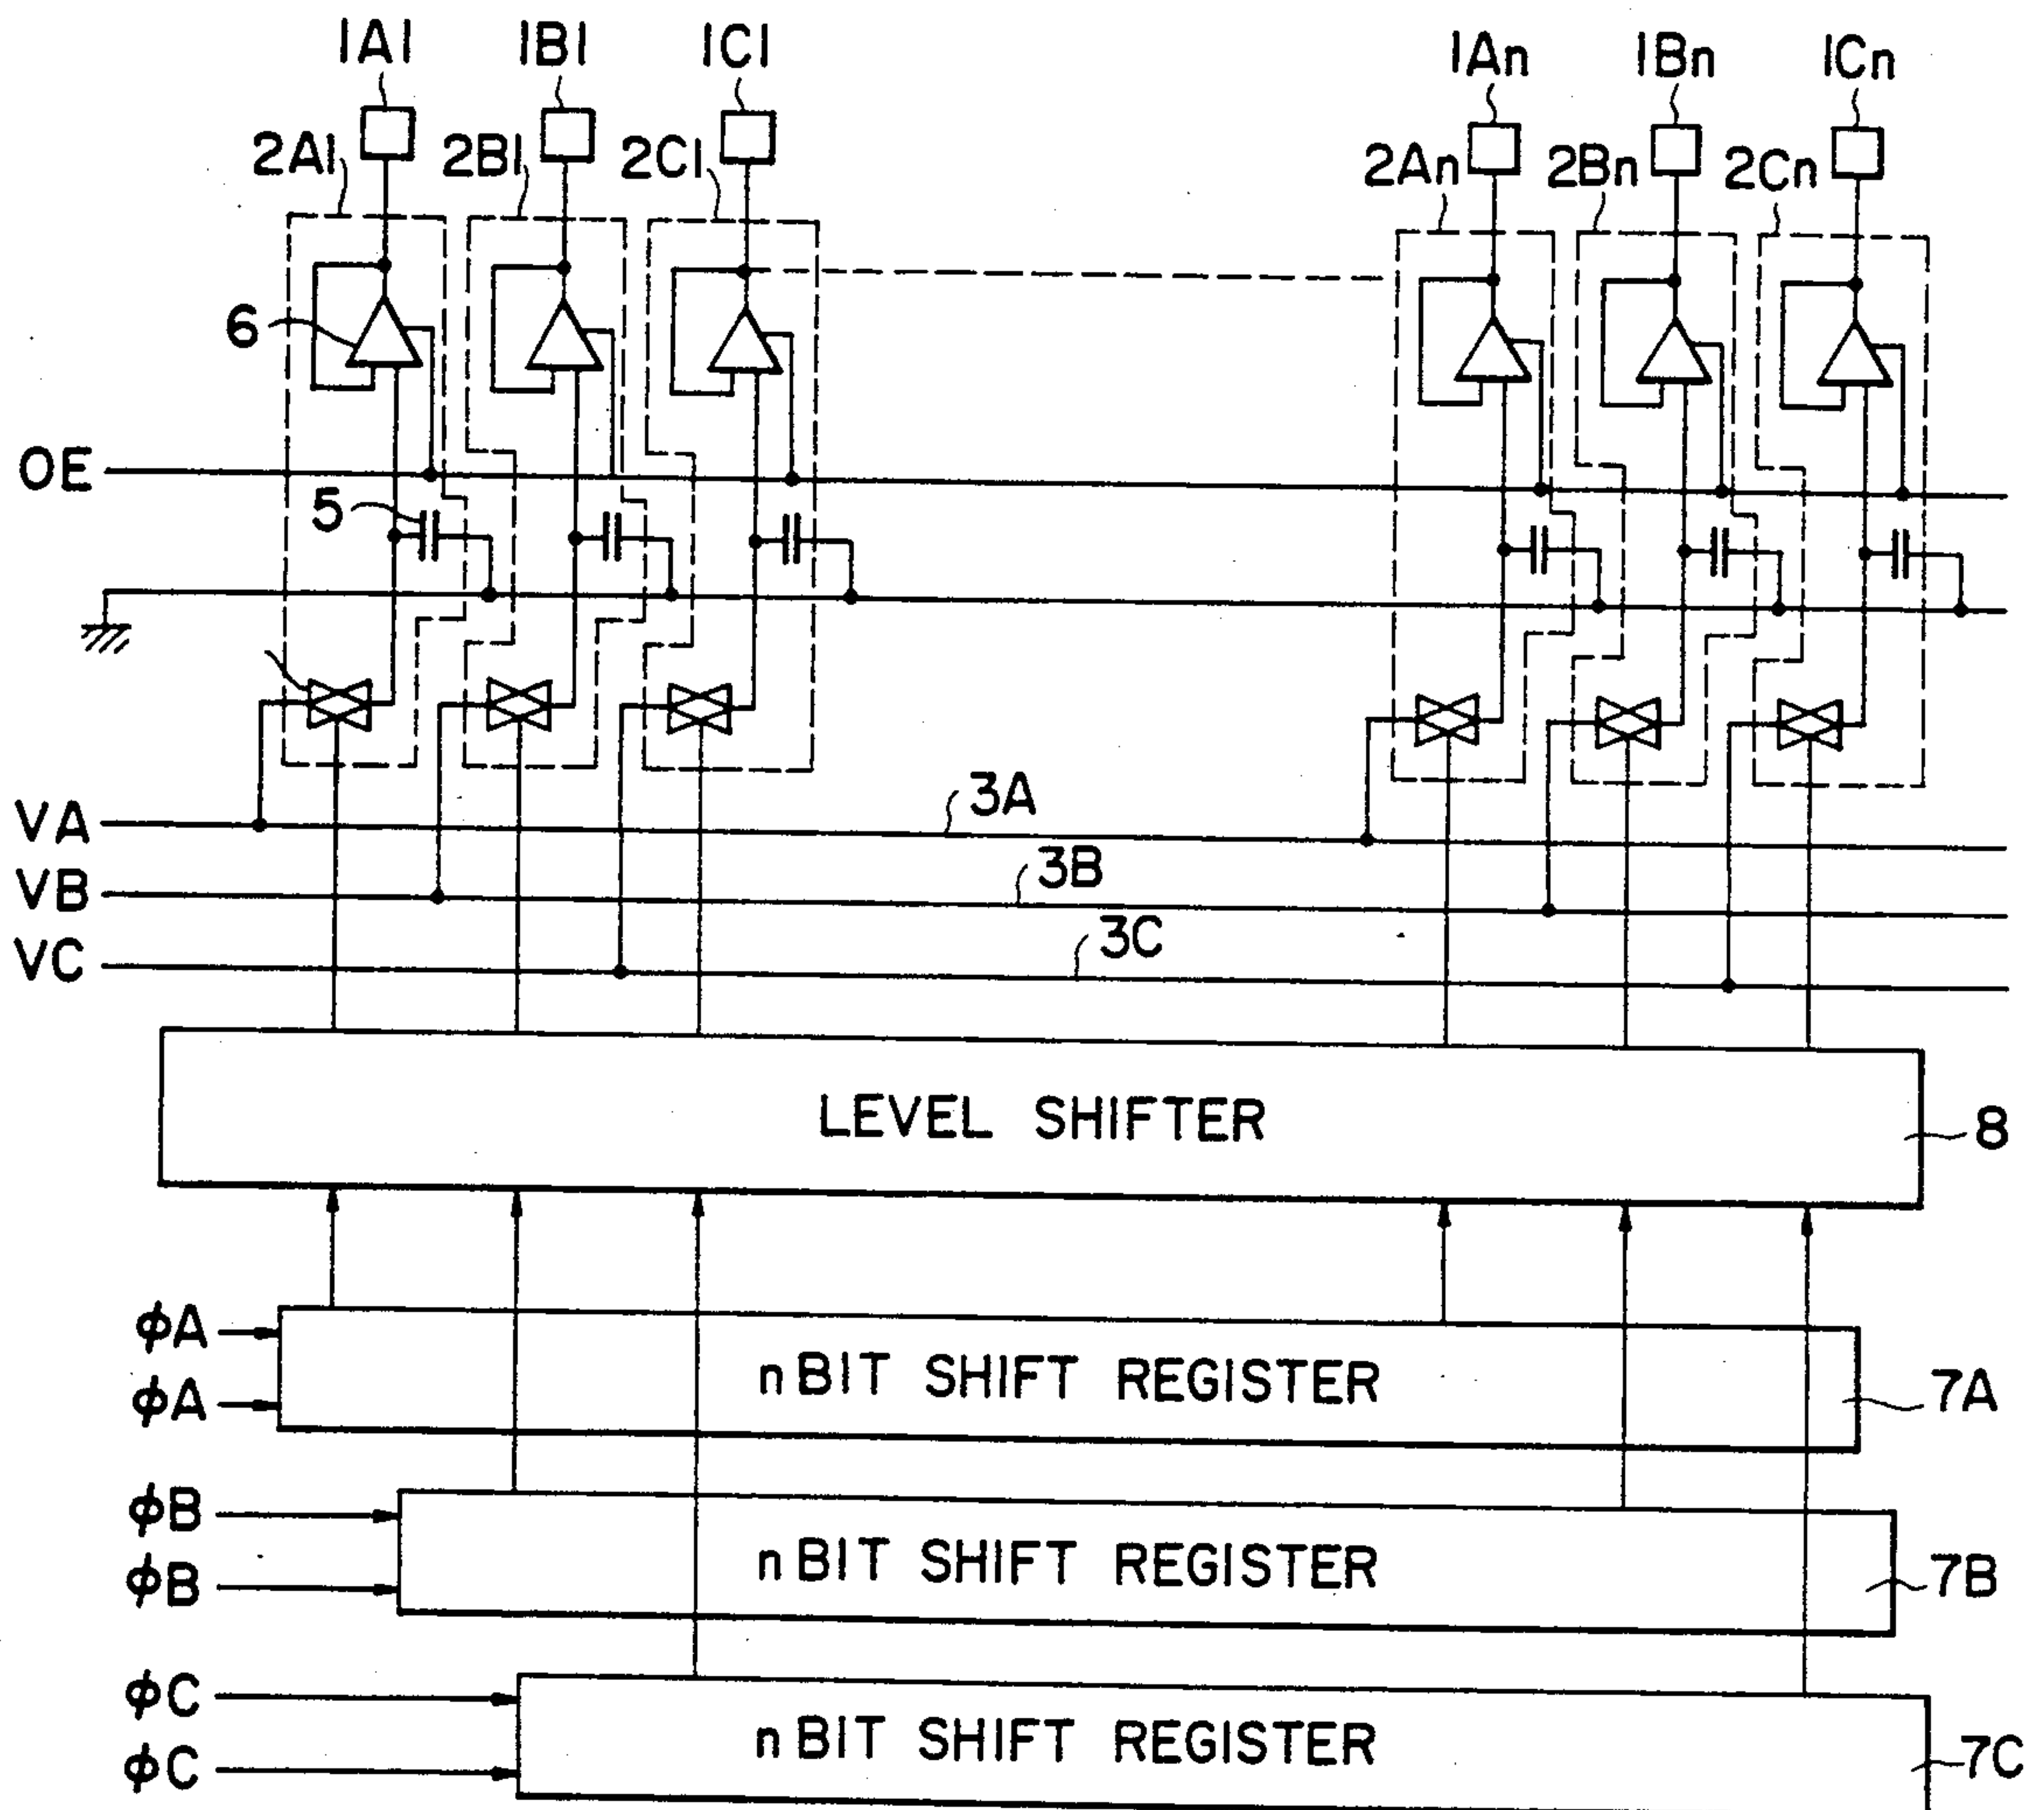 1A1 1B1 1C1 1An 1Bn 1Cn
2A1 2B1 2C1 2An 2Bn 2Cn
6
OE
5
VA 3A
VB 3B
VC 3C
LEVEL SHIFTER 8
φA
nBIT SHIFT REGISTER 7A
φA
φB
nBIT SHIFT REGISTER 7B
φB
φC
nBIT SHIFT REGISTER 7C
φC